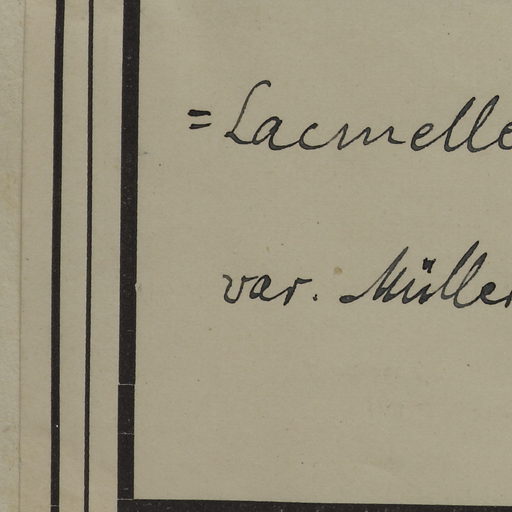 = Lacmelle
var. Müller